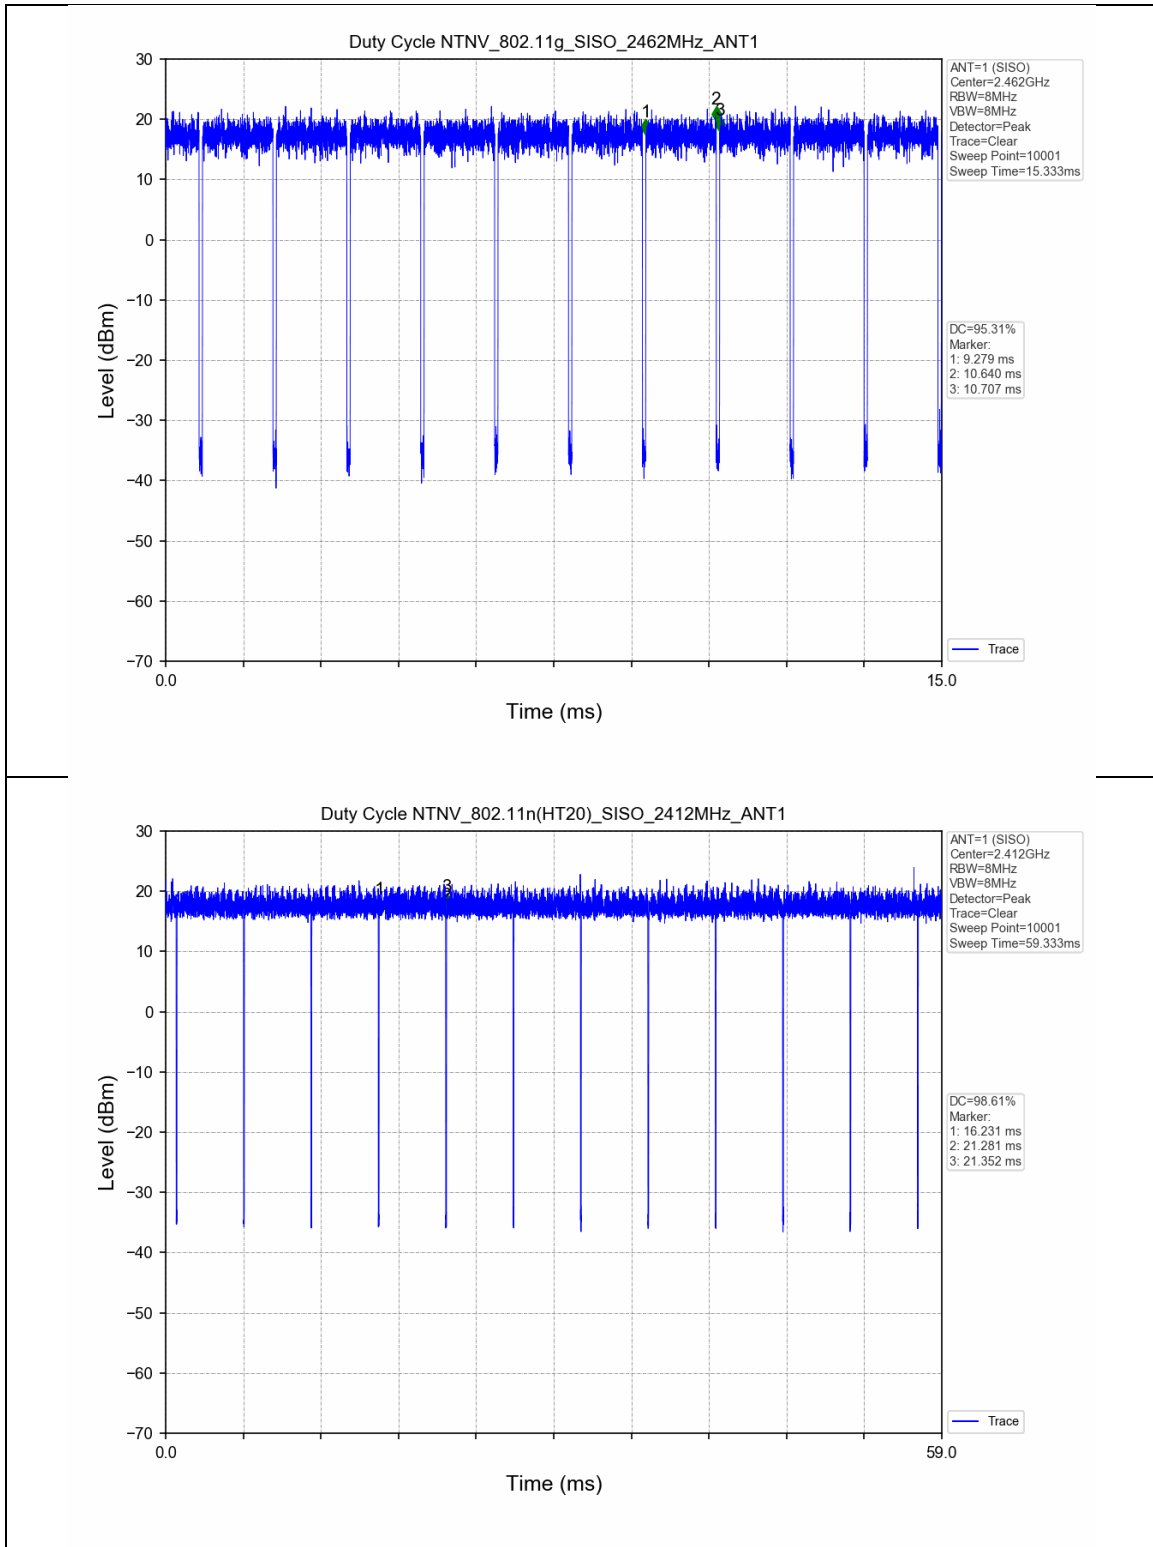 Duty Cycle NTNV_802.11g_SISO_2462MHz_ANT1
30
20
10
0
−10
−20
−30
−40
−50
−60
−70
Level (dBm)
1
2
3
ANT=1 (SISO)
Center=2.462GHz
RBW=8MHz
VBW=8MHz
Detector=Peak
Trace=Clear
Sweep Point=10001
Sweep Time=15.333ms
DC=95.31%
Marker:
1: 9.279 ms
2: 10.640 ms
3: 10.707 ms
Trace
0.0
15.0
Time (ms)
Duty Cycle NTNV_802.11n(HT20)_SISO_2412MHz_ANT1
30
20
10
0
−10
−20
−30
−40
−50
−60
−70
Level (dBm)
1
3
ANT=1 (SISO)
Center=2.412GHz
RBW=8MHz
VBW=8MHz
Detector=Peak
Trace=Clear
Sweep Point=10001
Sweep Time=59.333ms
DC=98.61%
Marker:
1: 16.231 ms
2: 21.281 ms
3: 21.352 ms
Trace
0.0
59.0
Time (ms)